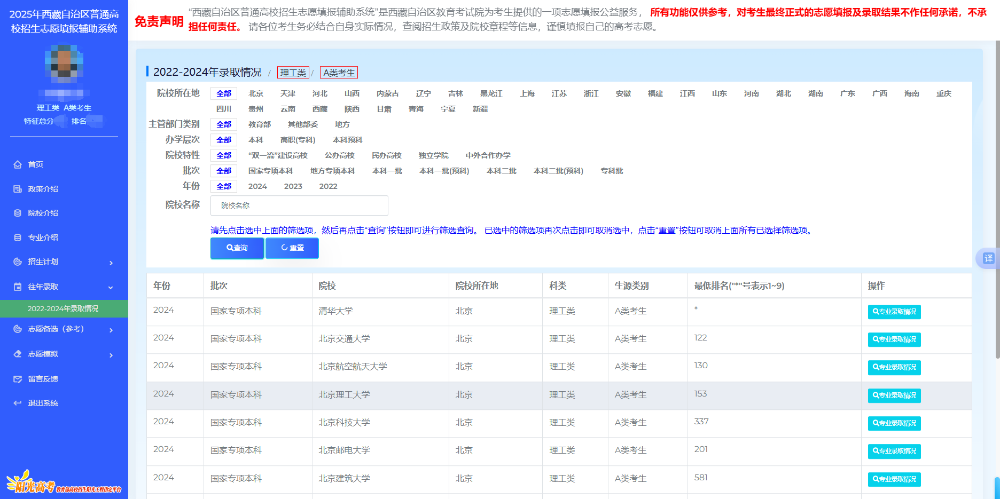 2025年西藏自治区普通高
校招生志愿填报辅助系统
理工类 A类考生
特征总分 排名
首页
政策介绍
院校介绍
专业介绍
招生计划
往年录取
2022-2024年录取情况
志愿备选（参考）
志愿模拟
留言反馈
退出系统
阳光高考 教育部高校招生阳光工程指定平台
免责声明
“西藏自治区普通高校招生志愿填报辅助系统”是西藏自治区教育考试院为考生提供的一项志愿填报公益服务， 所有功能仅供参考，对考生最终正式的志愿填报及录取结果不作任何承诺，不承
担任何责任。 请各位考生务必结合自身实际情况，查阅招生政策及院校章程等信息，谨慎填报自己的高考志愿。
2022-2024年录取情况 / 理工类 / A类考生
院校所在地 全部 北京 天津 河北 山西 内蒙古 辽宁 吉林 黑龙江 上海 江苏 浙江 安徽 福建 江西 山东 河南 湖北 湖南 广东 广西 海南 重庆
四川 贵州 云南 西藏 陕西 甘肃 青海 宁夏 新疆
主管部门类别 全部 教育部 其他部委 地方
办学层次 全部 本科 高职(专科) 本科预科
院校特性 全部 “双一流”建设高校 公办高校 民办高校 独立学院 中外合作办学
批次 全部 国家专项本科 地方专项本科 本科一批 本科一批(预科) 本科二批 本科二批(预科) 专科批
年份 全部 2024 2023 2022
院校名称 院校名称
请先点击选中上面的筛选项，然后再点击“查询”按钮即可进行筛选查询。 已选中的筛选项再次点击即可取消选中，点击“重置”按钮可取消上面所有已选择筛选项。
查询 重置
译
年份 批次 院校 院校所在地 科类 生源类别 最低排名("*"号表示1~9) 操作
2024 国家专项本科 清华大学 北京 理工类 A类考生 * 专业录取情况
2024 国家专项本科 北京交通大学 北京 理工类 A类考生 122 专业录取情况
2024 国家专项本科 北京航空航天大学 北京 理工类 A类考生 130 专业录取情况
2024 国家专项本科 北京理工大学 北京 理工类 A类考生 153 专业录取情况
2024 国家专项本科 北京科技大学 北京 理工类 A类考生 337 专业录取情况
2024 国家专项本科 北京邮电大学 北京 理工类 A类考生 201 专业录取情况
2024 国家专项本科 北京建筑大学 北京 理工类 A类考生 581 专业录取情况